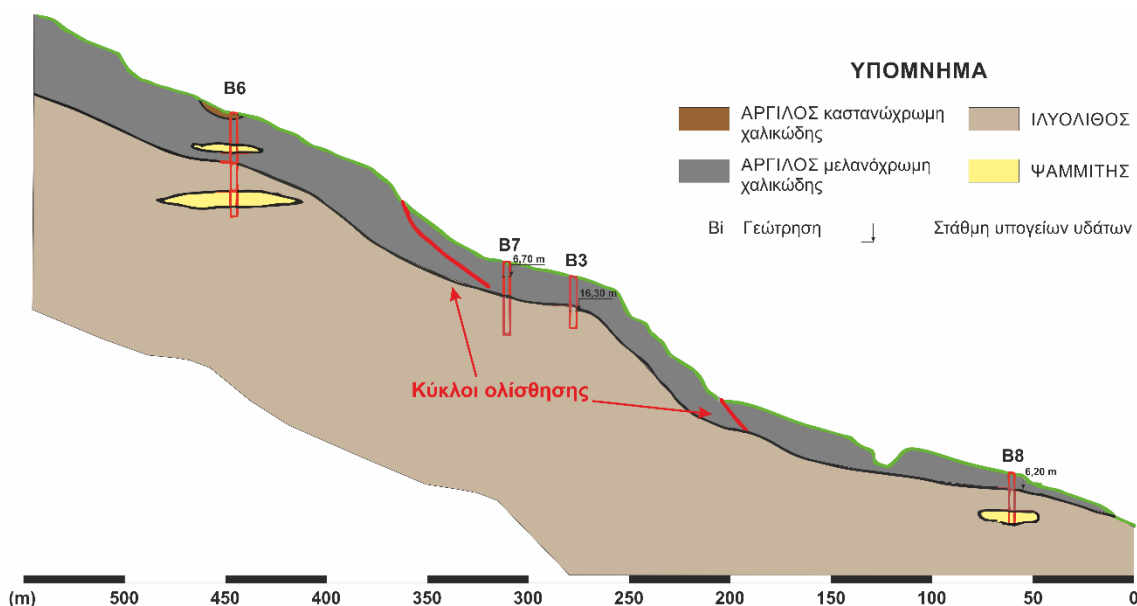 B6
B7
6,70 m
B3
16,30 m
Κύκλοι ολίσθησης
B8
6,20 m
ΥΠΟΜΝΗΜΑ
ΑΡΓΙΛΟΣ καστανώχρωμη
χαλικώδης
ΙΛΥΟΛΙΘΟΣ
ΑΡΓΙΛΟΣ μελανόχρωμη
χαλικώδης
ΨΑΜΜΙΤΗΣ
Bi Γεώτρηση
Στάθμη υπογείων υδάτων
(m) 500 450 400 350 300 250 200 150 100 50 0